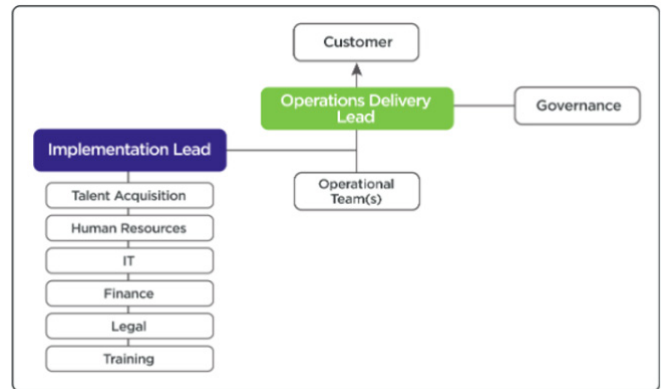 Customer
Operations Delivery
Lead
Governance
Implementation Lead
Operational
Team(s)
Talent Acquisition
Human Resources
IT
Finance
Legal
Training